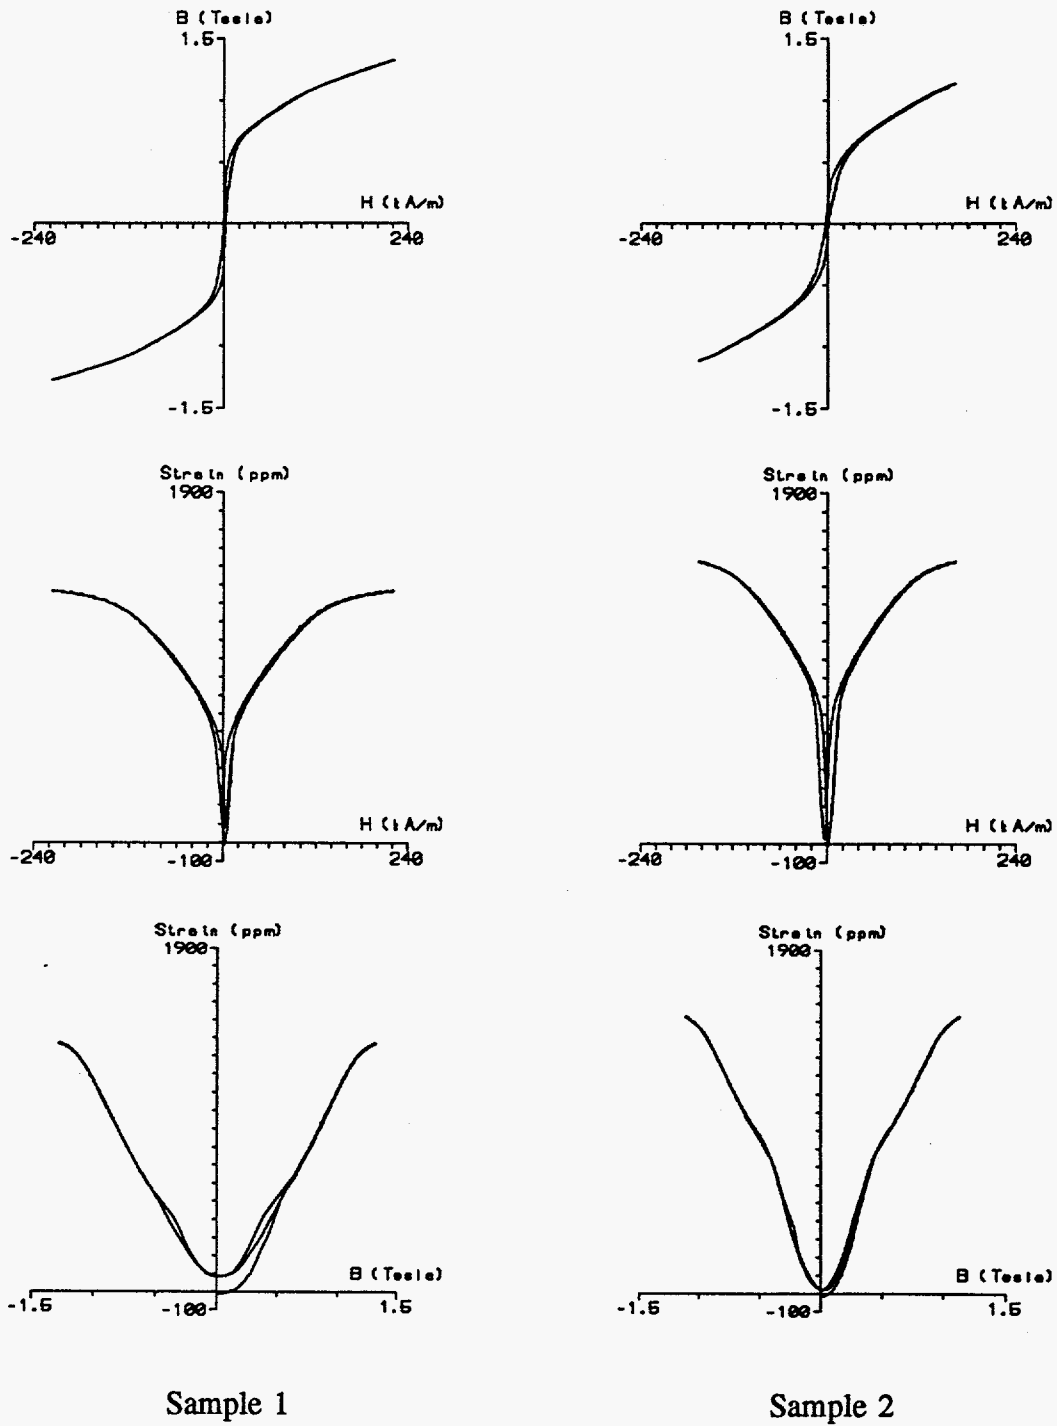 B (Tesla)
1.5
H (kA/m)
-240
240
-1.5
B (Tesla)
1.5
H (kA/m)
-240
240
-1.5
Strain (ppm)
1900
H (kA/m)
-240
-100
240
Strain (ppm)
1900
H (kA/m)
-240
-100
240
Strain (ppm)
1900
B (Tesla)
-1.5
-100
1.5
Strain (ppm)
1900
B (Tesla)
-1.5
-100
1.5
Sample 1
Sample 2